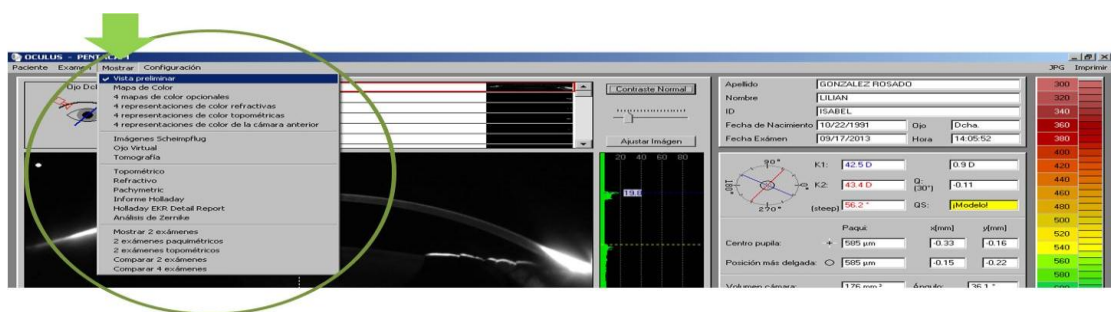 OCULUS - PENTACAM
Paciente Examen Mostrar Configuración JPG Imprimir
Vista preliminar
Mapa de Color
4 mapas de color opcionales
4 representaciones de color refractivas
4 representaciones de color topométricas
4 representaciones de color de la cámara anterior
Imágenes Scheimpflug
Ojo Virtual
Tomografía
Topométrico
Refractivo
Pachymetric
Informe Holladay
Holladay EKR Detail Report
Análisis de Zernike
Mostrar 2 exámenes
2 exámenes paquimétricos
2 exámenes topométricos
Comparar 2 exámenes
Comparar 4 exámenes
Ojo
Contraste Normal
Ajustar Imágen
20 40 60 80
19.0
Apellido GONZALEZ ROSADO
Nombre LILIAN
ID ISABEL
Fecha de Nacimiento 10/22/1991 Ojo Dcha.
Fecha Exámen: 09/17/2013 Hora 14:05:52
90°
180°
270°
K1: 42.5 D 0.9 D
K2: 43.4 D Q: (30°) -0.11
(steep) 56.2 ° QS: ¡Modelo!
Paqui: x[mm] y[mm]
Centro pupila: + 585 µm -0.33 -0.16
Posición más delgada: O 585 µm -0.15 -0.22
Volumen cámara: 176 mm³ Ángulo: 36.1 °
300
320
340
360
380
400
420
440
460
480
500
520
540
560
580
600